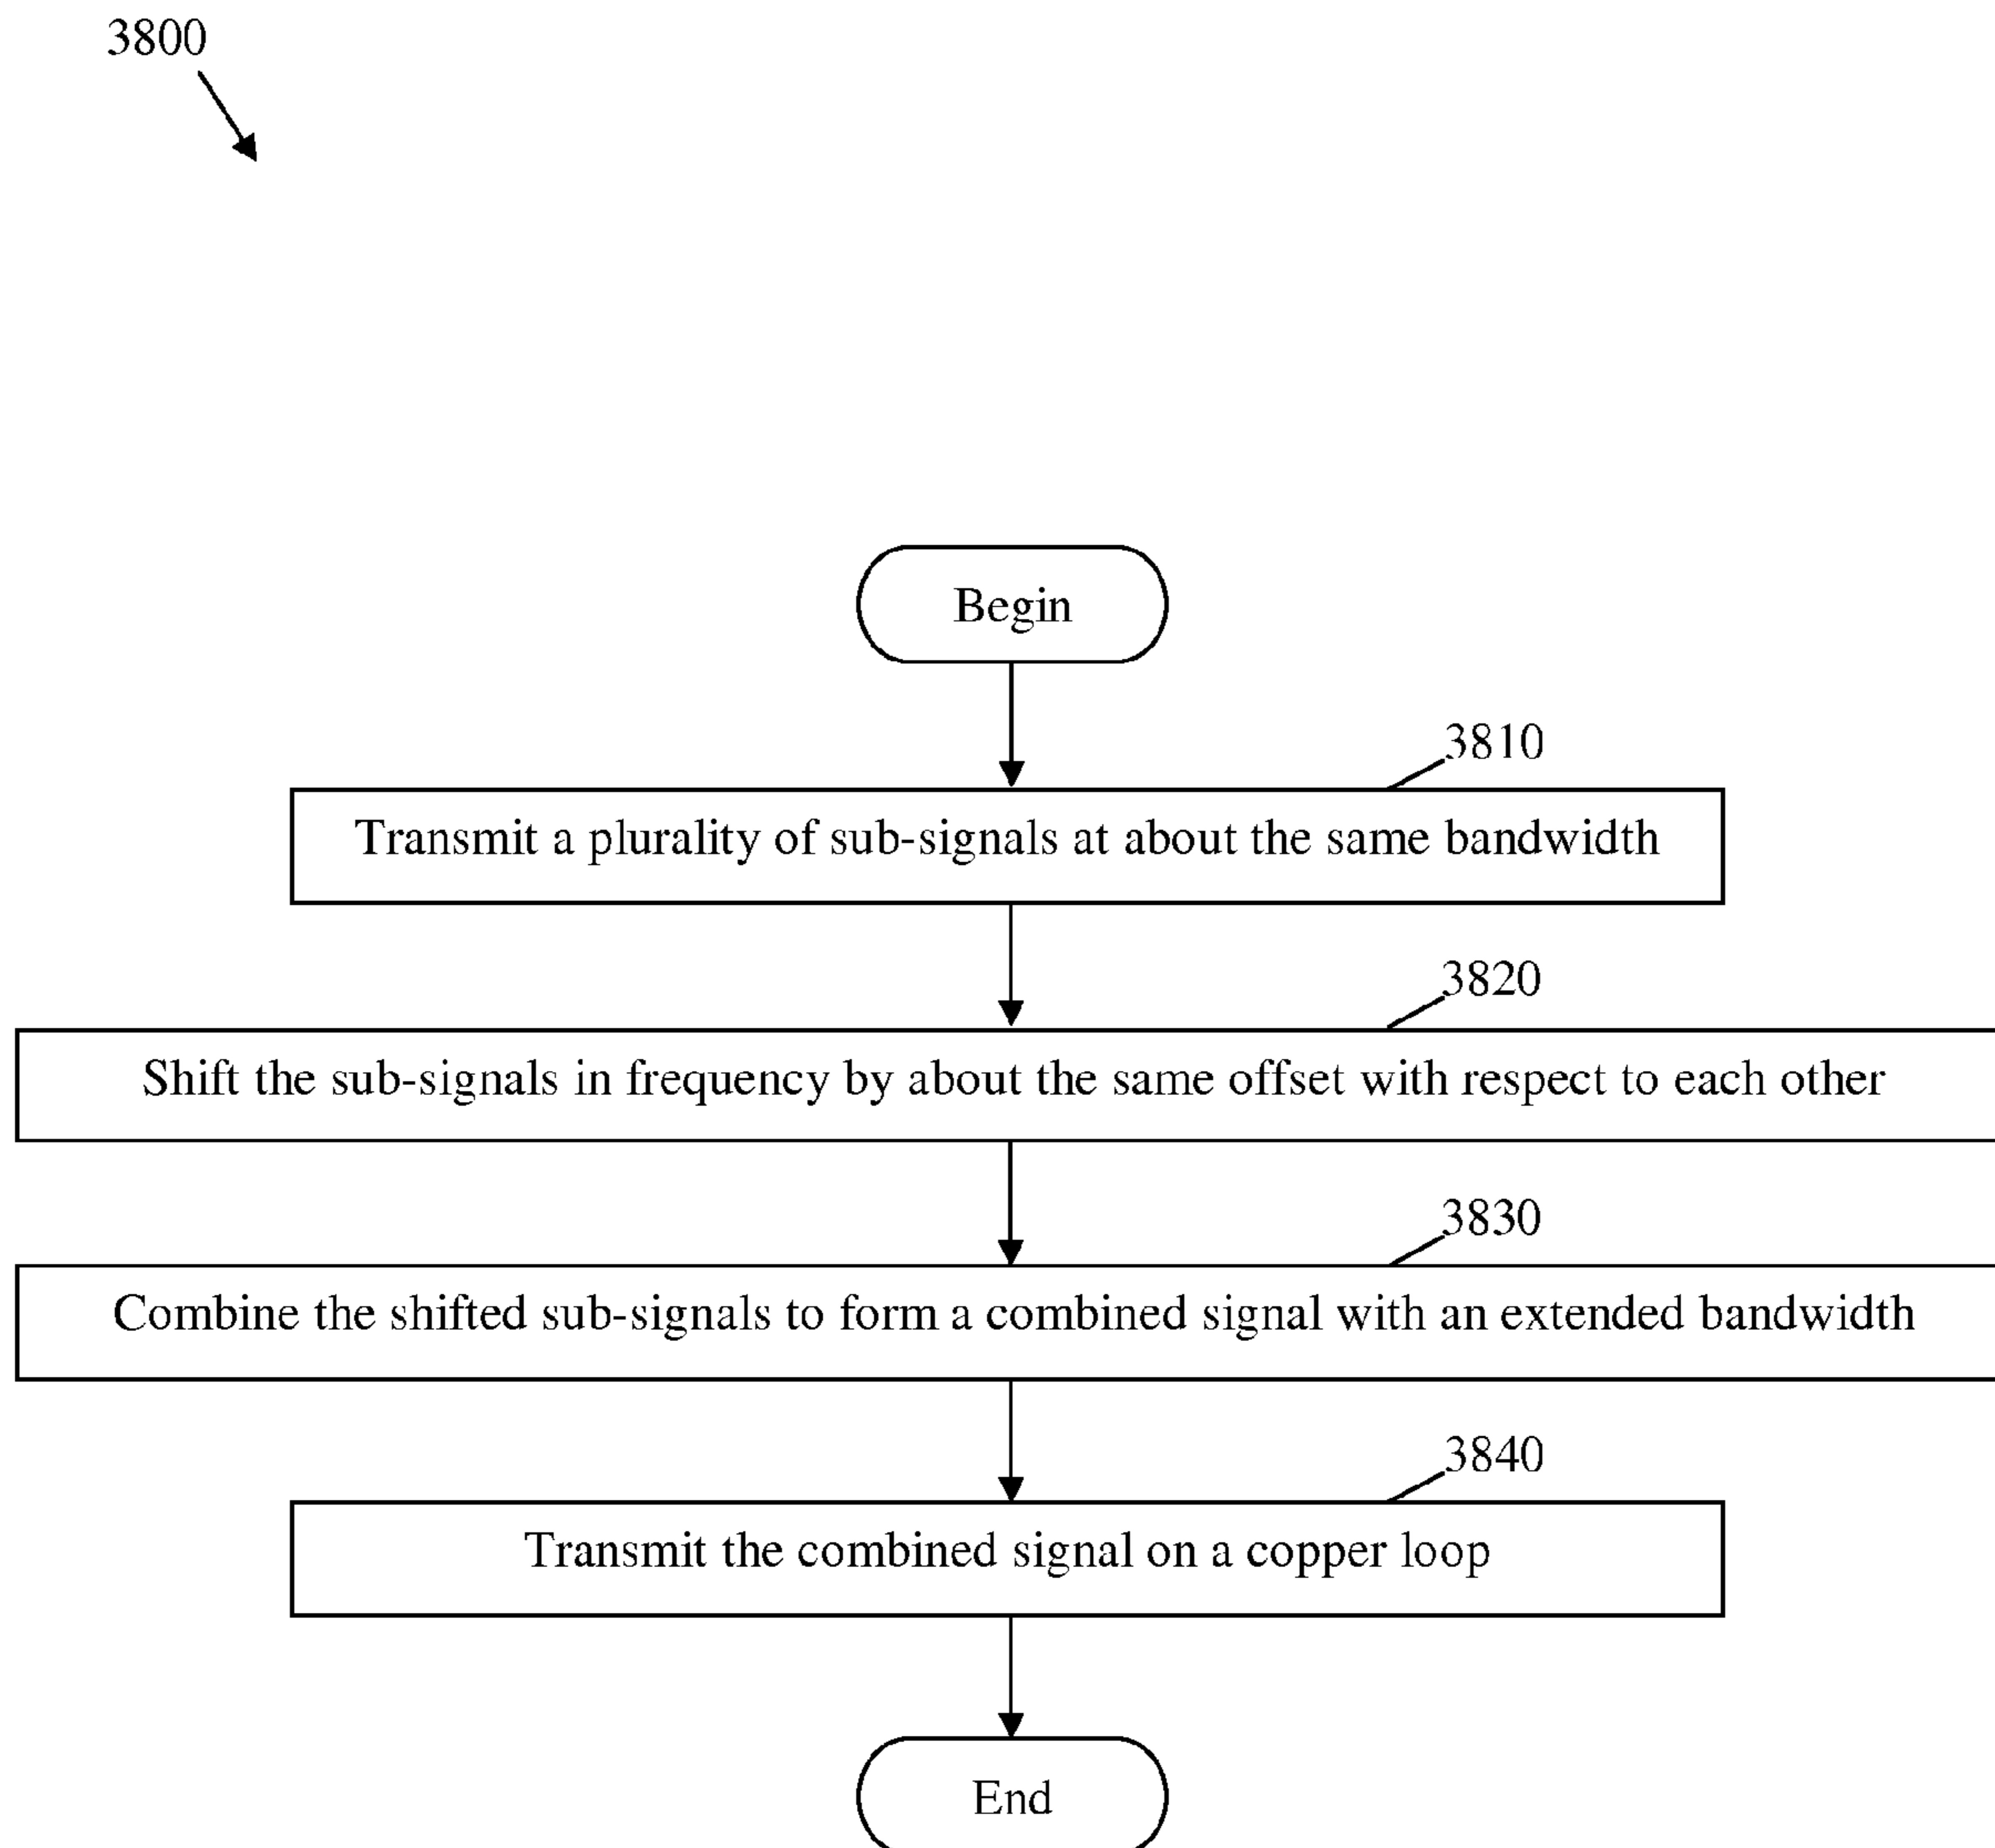 3800
Begin
3810
Transmit a plurality of sub-signals at about the same bandwidth
3820
Shift the sub-signals in frequency by about the same offset with respect to each other
3830
Combine the shifted sub-signals to form a combined signal with an extended bandwidth
3840
Transmit the combined signal on a copper loop
End